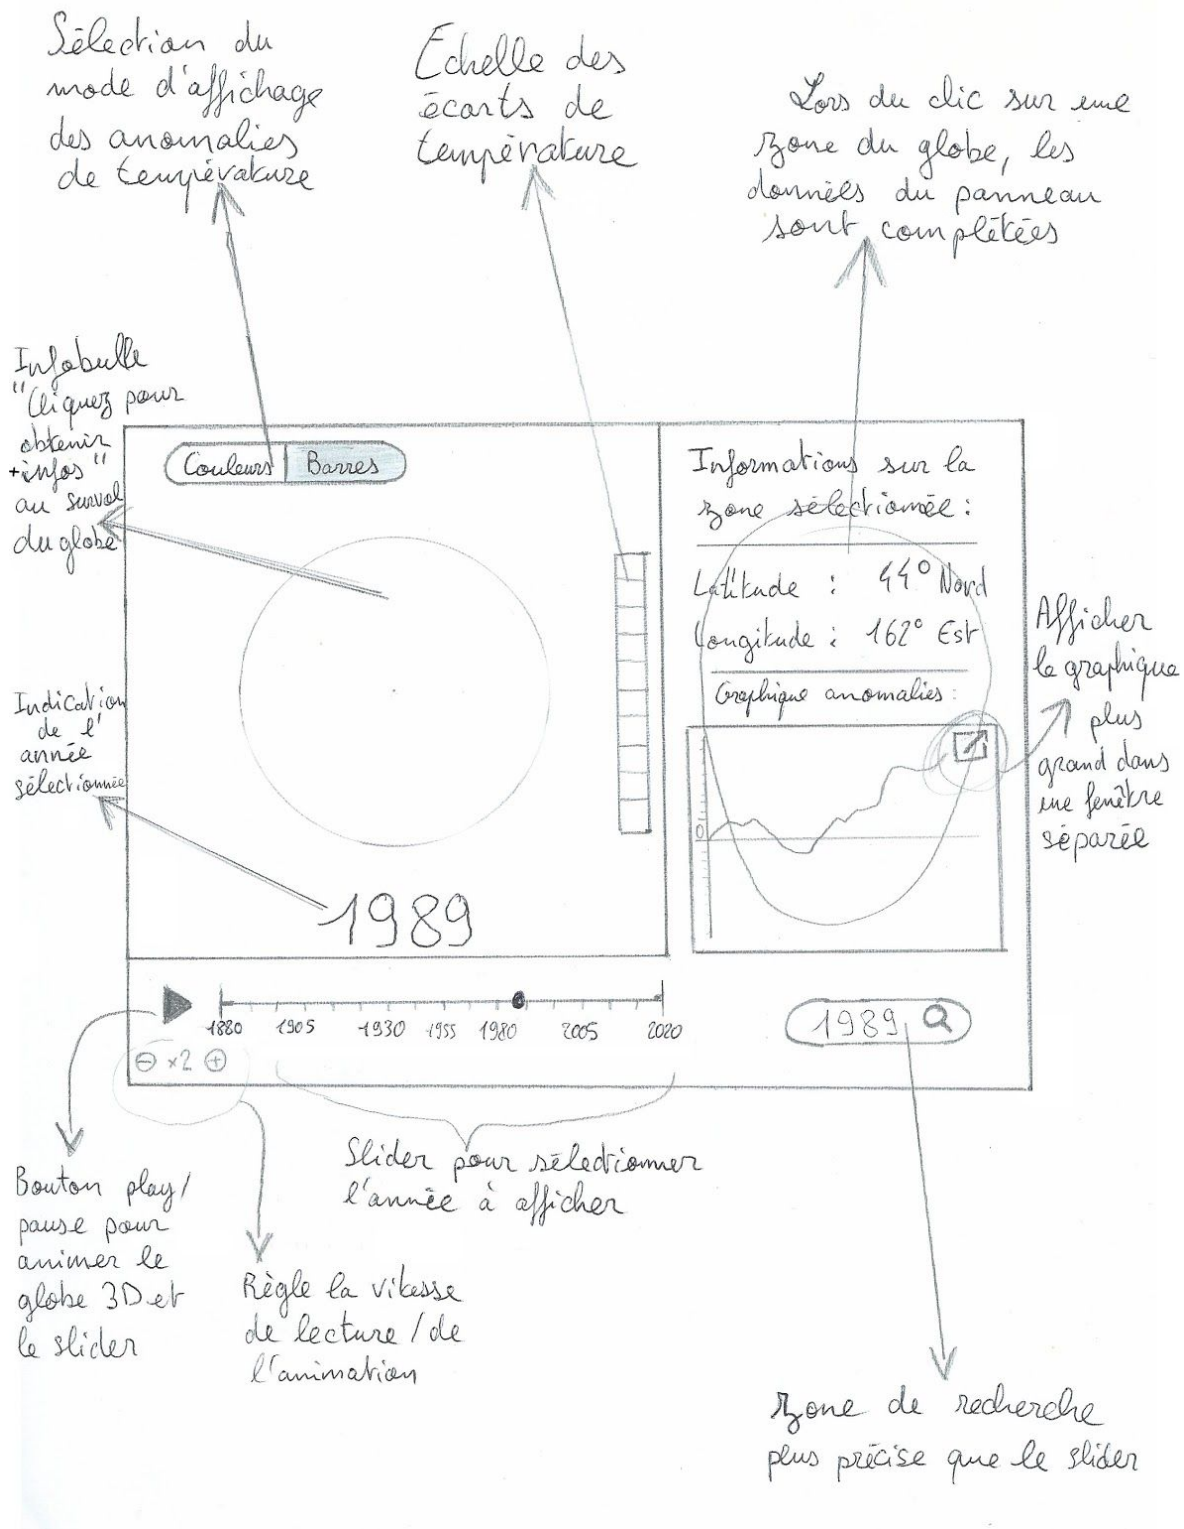 Sélection du
mode d'affichage
des anomalies
de température
Echelle des
écarts de
température
Lors du clic sur une
zone du globe, les
données du panneau
sont complétées
Infobulle
"Cliquez pour
obtenir
+ infos"
au survol
du globe
Indication
de l'
année
sélectionnée
Couleurs
Barres
1989
Informations sur la
zone sélectionnée :
Latitude : 44° Nord
Longitude : 162° Est
Graphique anomalies :
0
Afficher
le graphique
plus
grand dans
une fenêtre
séparée
1880 1905 1930 1955 1980 2005 2020
x2
1989
Bouton play/
pause pour
animer le
globe 3D et
le slider
Règle la vitesse
de lecture / de
l'animation
Slider pour sélectionner
l'année à afficher
Zone de recherche
plus précise que le slider